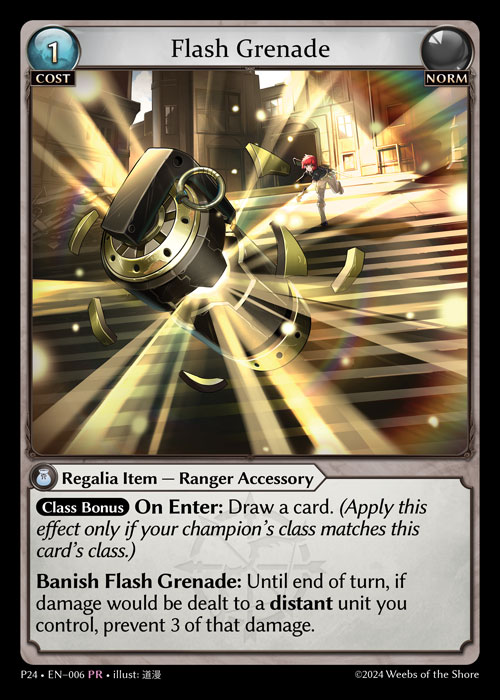 1
COST
Flash Grenade
NORM
Regalia Item — Ranger Accessory
Class Bonus On Enter: Draw a card. (Apply this
effect only if your champion's class matches this
card's class.)
Banish Flash Grenade: Until end of turn, if
damage would be dealt to a distant unit you
control, prevent 3 of that damage.
P24 • EN–006 PR • illust: 道漫
©2024 Weebs of the Shore